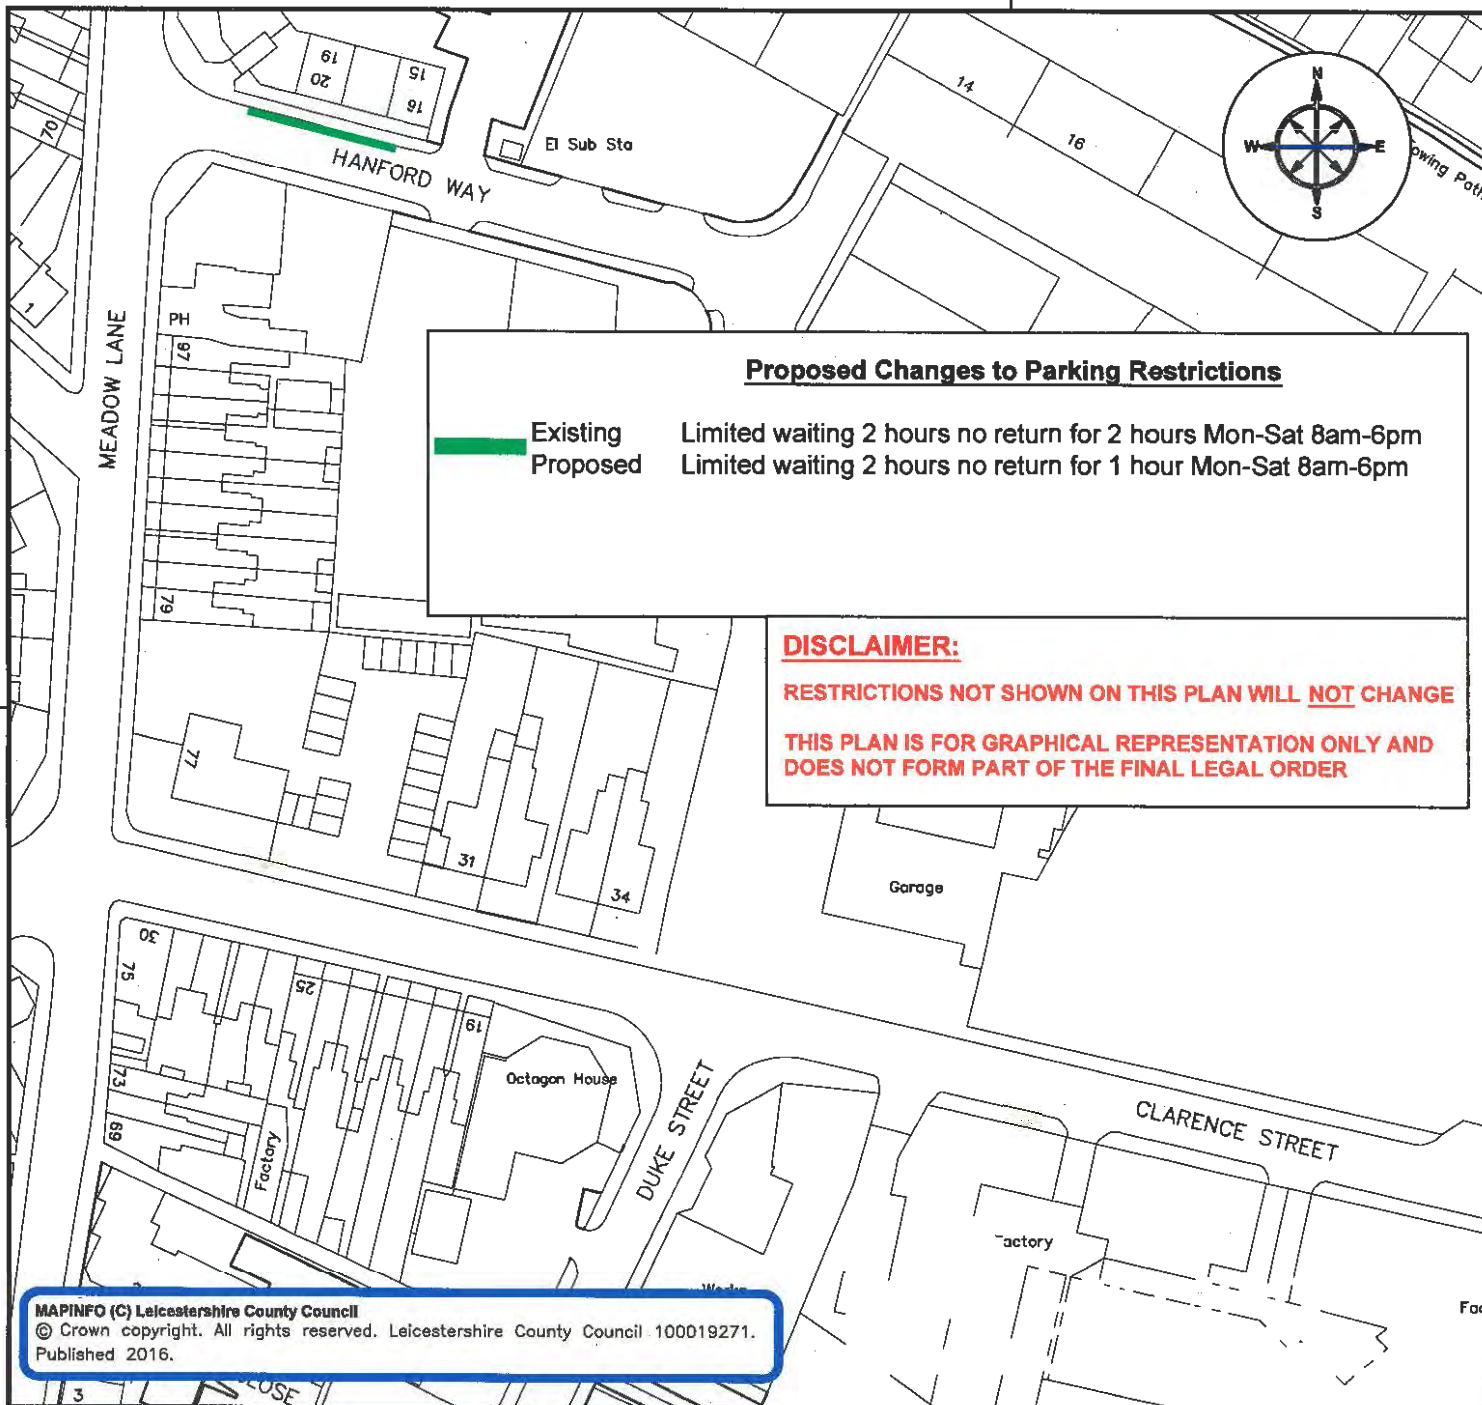 19
20
15
16
70
HANFORD WAY
El Sub Sta
14
16
N
W
E
S
1
PH
97
MEADOW LANE
Proposed Changes to Parking Restrictions
Existing Limited waiting 2 hours no return for 2 hours Mon-Sat 8am-6pm
Proposed Limited waiting 2 hours no return for 1 hour Mon-Sat 8am-6pm
79
DISCLAIMER:
RESTRICTIONS NOT SHOWN ON THIS PLAN WILL NOT CHANGE
THIS PLAN IS FOR GRAPHICAL REPRESENTATION ONLY AND
DOES NOT FORM PART OF THE FINAL LEGAL ORDER
77
31
34
Garage
30
75
25
19
73
69
Octagon House
Factory
DUKE STREET
CLARENCE STREET
actory
MAPINFO (C) Leicestershire County Council
© Crown copyright. All rights reserved. Leicestershire County Council 100019271.
Published 2016.
3